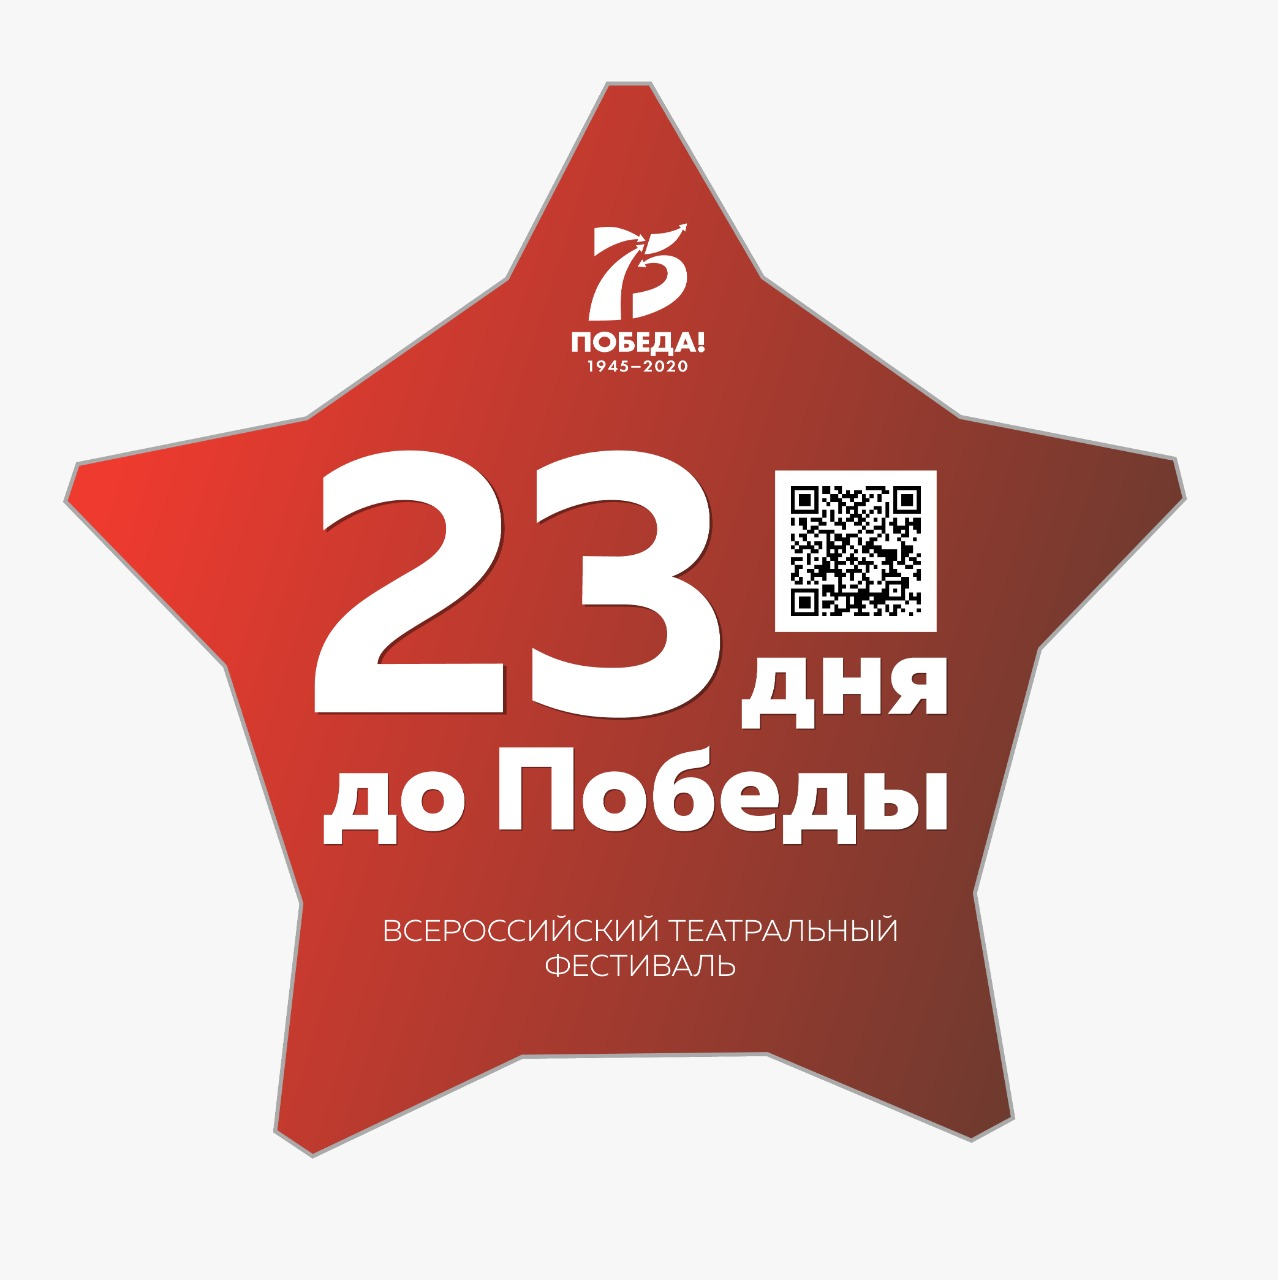 75
ПОБЕДА!
1945–2020
23 дня
до Победы
ВСЕРОССИЙСКИЙ ТЕАТРАЛЬНЫЙ
ФЕСТИВАЛЬ